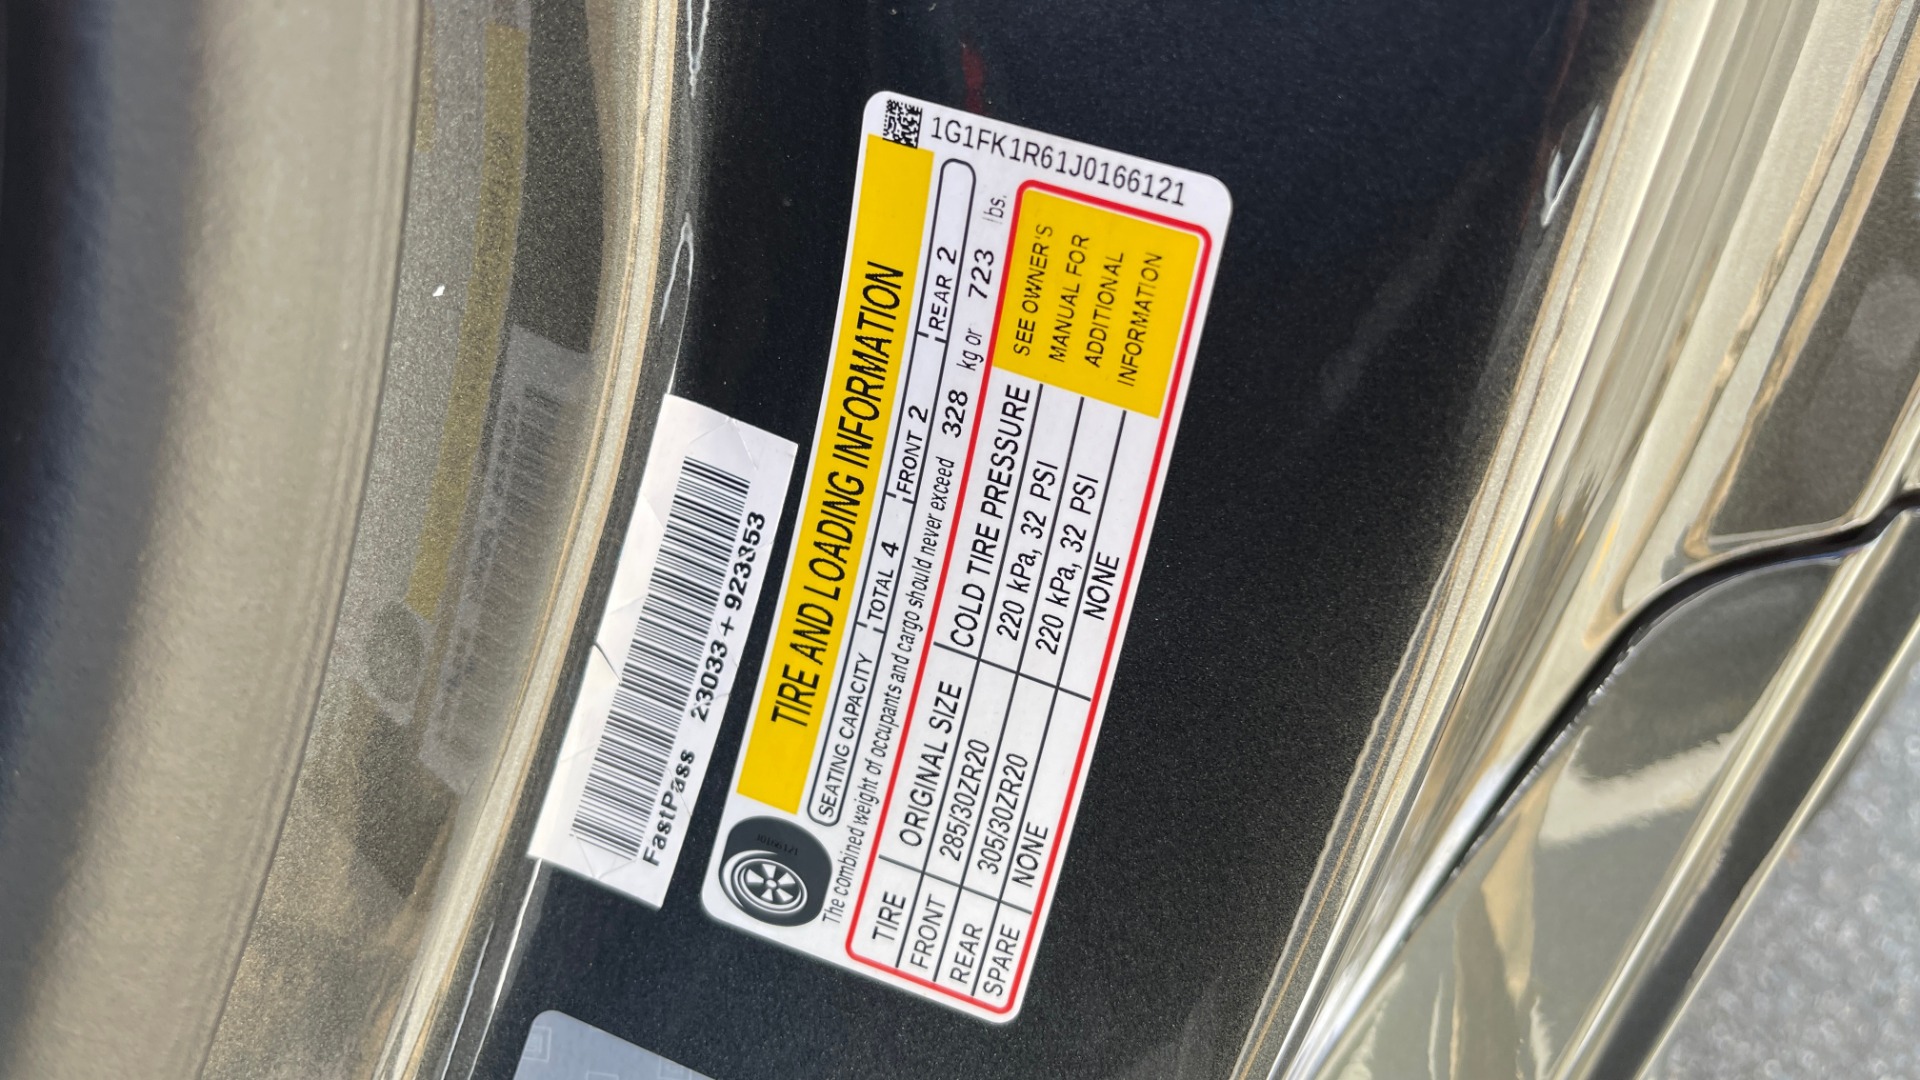 1G1FK1R61J0166121
TIRE AND LOADING INFORMATION
SEATING CAPACITY TOTAL 4 FRONT 2 REAR 2
The combined weight of occupants and cargo should never exceed 328 kg or 723 lbs.
TIRE ORIGINAL SIZE COLD TIRE PRESSURE
FRONT 285/30ZR20 220 kPa, 32 PSI
REAR 305/30ZR20 220 kPa, 32 PSI
SPARE NONE NONE
SEE OWNER'S
MANUAL FOR
ADDITIONAL
INFORMATION
FastPass 23033 + 923353